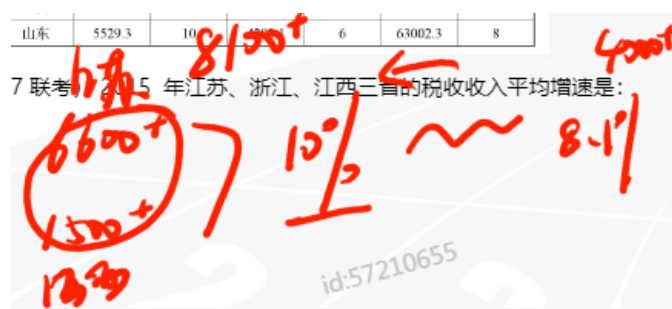 山东 5529.3 10 6 63002.3 8
8100+ 4000+
7 联考 2015 年江苏、浙江、江西三省的税收收入平均增速是:
6600+ 10% 8.1%
1500+
id:57210655